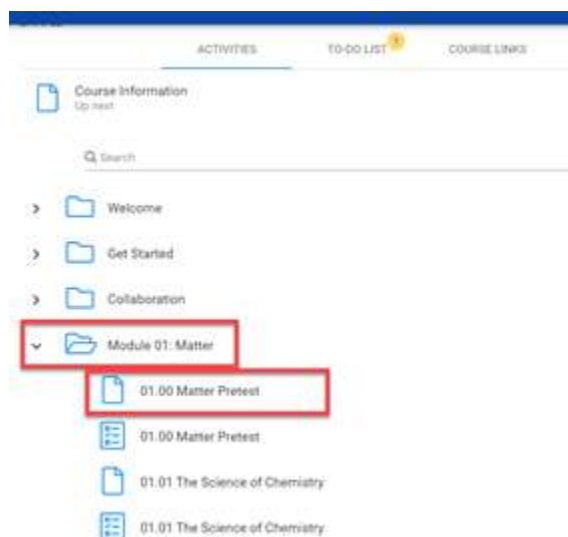 ACTIVITIES
TO-DO LIST
COURSE LINKS
Course Information
Up next
Search
Welcome
Get Started
Collaboration
Module 01: Matter
01.00 Matter Pretest
01.00 Matter Pretest
01.01 The Science of Chemistry
01.01 The Science of Chemistry